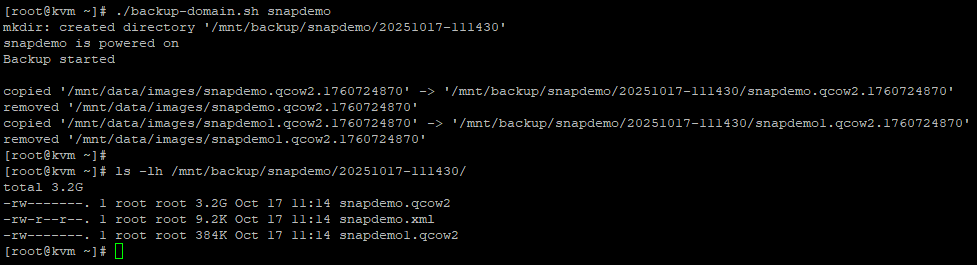 [root@kvm ~]# ./backup-domain.sh snapdemo
mkdir: created directory '/mnt/backup/snapdemo/20251017-111430'
snapdemo is powered on
Backup started

copied '/mnt/data/images/snapdemo.qcow2.1760724870' -> '/mnt/backup/snapdemo/20251017-111430/snapdemo.qcow2.1760724870'
removed '/mnt/data/images/snapdemo.qcow2.1760724870'
copied '/mnt/data/images/snapdemo1.qcow2.1760724870' -> '/mnt/backup/snapdemo/20251017-111430/snapdemo1.qcow2.1760724870'
removed '/mnt/data/images/snapdemo1.qcow2.1760724870'
[root@kvm ~]#
[root@kvm ~]# ls -lh /mnt/backup/snapdemo/20251017-111430/
total 3.2G
-rw-------. 1 root root 3.2G Oct 17 11:14 snapdemo.qcow2
-rw-r--r--. 1 root root 9.2K Oct 17 11:14 snapdemo.xml
-rw-------. 1 root root 384K Oct 17 11:14 snapdemo1.qcow2
[root@kvm ~]#